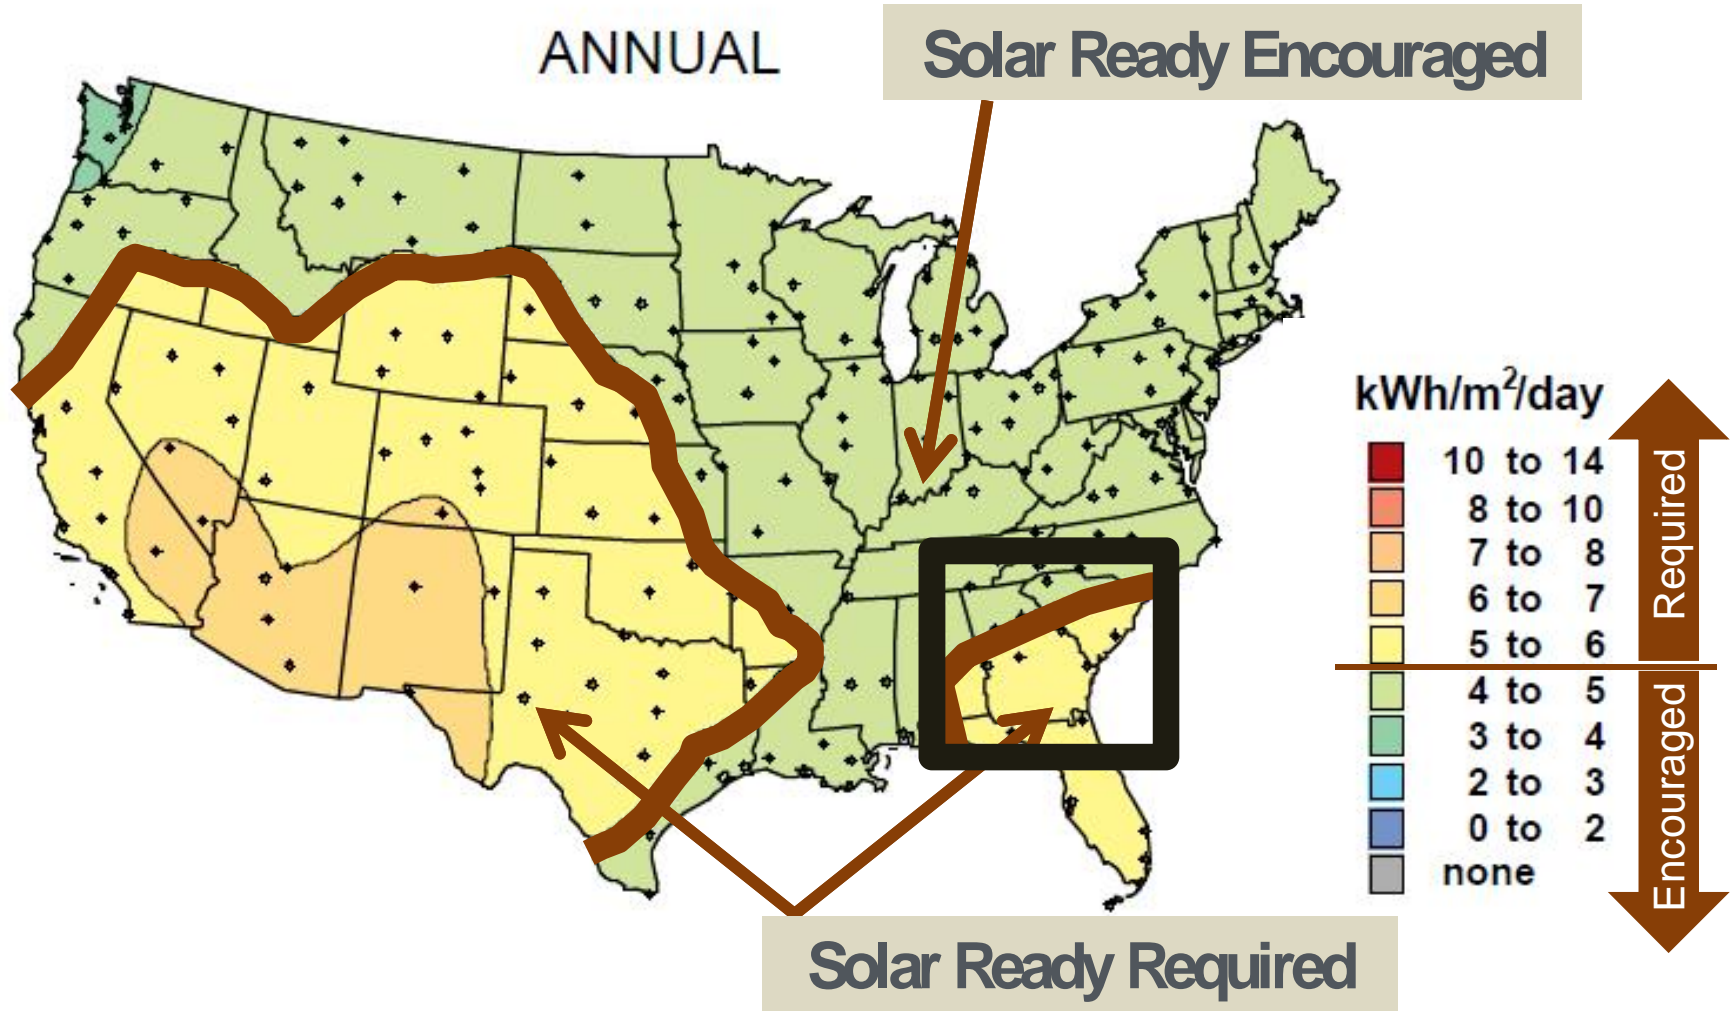 ANNUAL
Solar Ready Encouraged
kWh/m²/day
10 to 14
8 to 10
7 to 8
6 to 7
5 to 6
4 to 5
3 to 4
2 to 3
0 to 2
none
Required
Encouraged
Solar Ready Required